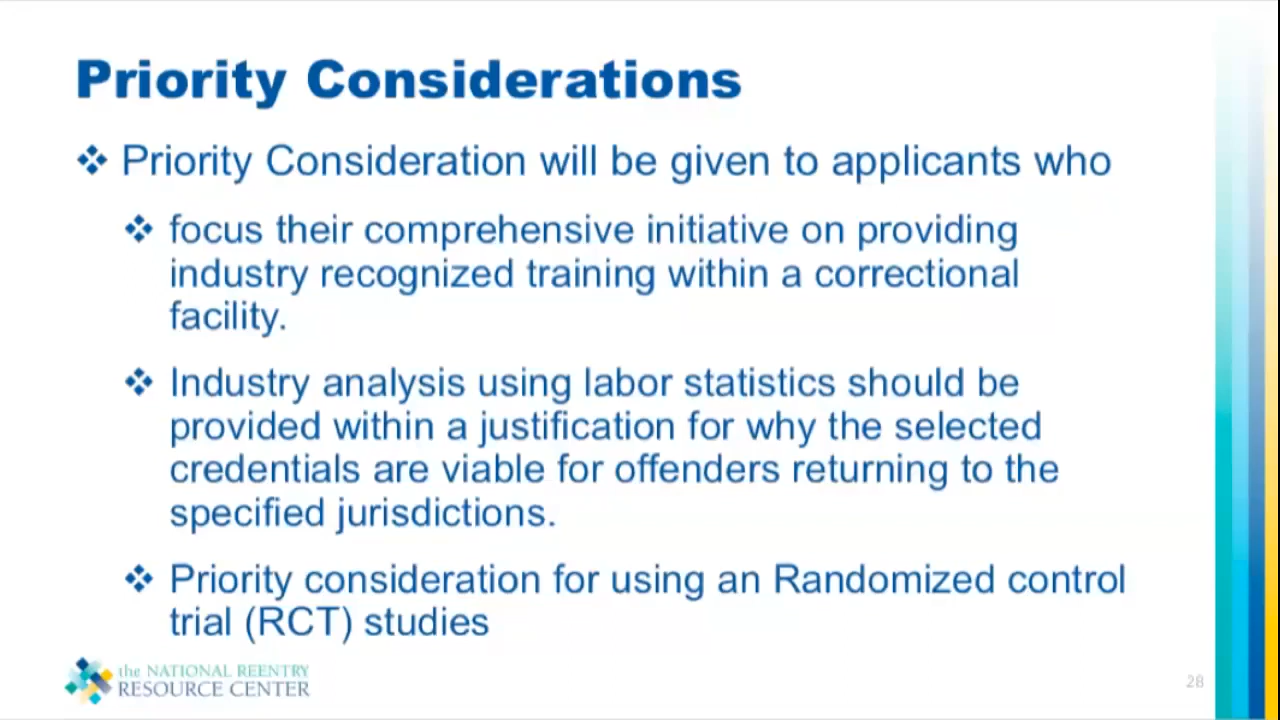 Priority Considerations
❖ Priority Consideration will be given to applicants who
❖ focus their comprehensive initiative on providing
industry recognized training within a correctional
facility.
❖ Industry analysis using labor statistics should be
provided within a justification for why the selected
credentials are viable for offenders returning to the
specified jurisdictions.
❖ Priority consideration for using an Randomized control
trial (RCT) studies
the NATIONAL REENTRY
RESOURCE CENTER
28